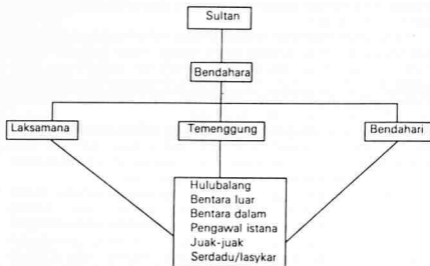 Sultan
Bendahara
Laksamana Temenggung Bendahari
Hulubalang
Bentara luar
Bentara dalam
Pengawal istana
Juak-juak
Serdadu/lasykar